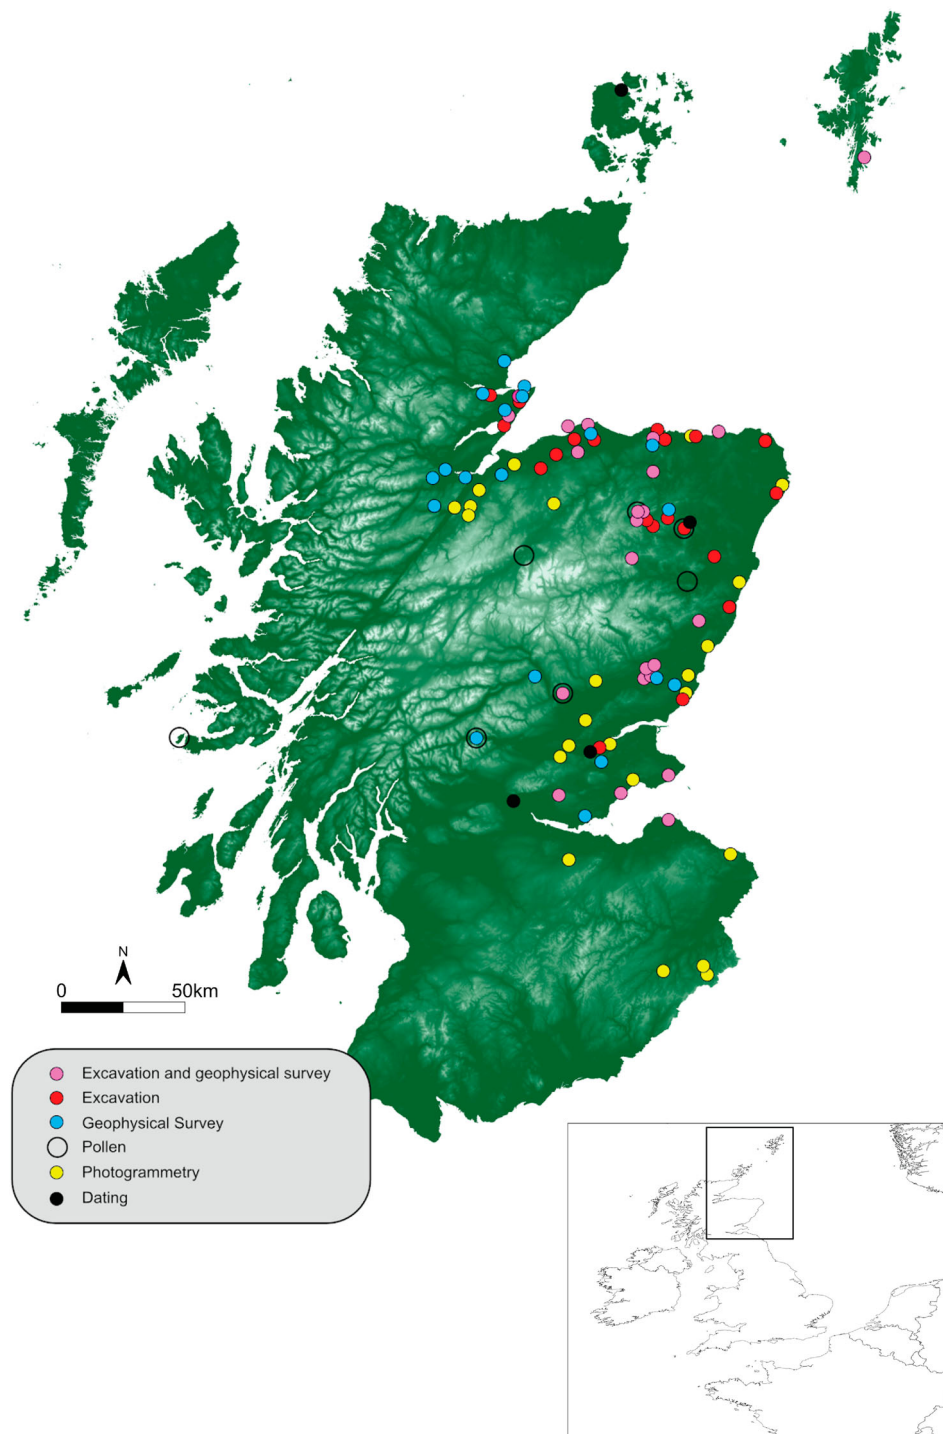 N
0 50km
Excavation and geophysical survey
Excavation
Geophysical Survey
Pollen
Photogrammetry
Dating